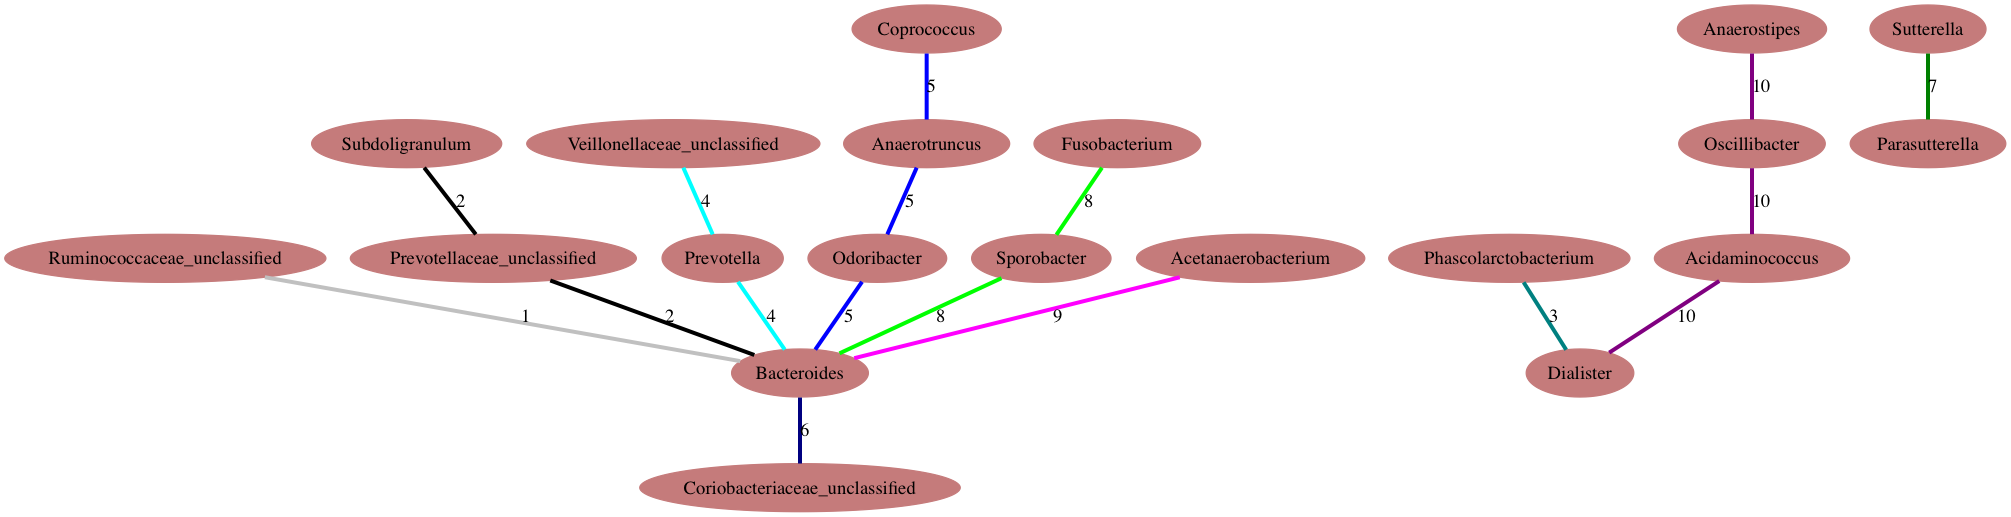 Coprococcus
Anaerostipes
Sutterella
5
10
7
Subdoligranulum
Veillonellaceae_unclassified
Anaerotruncus
Fusobacterium
Oscillibacter
Parasutterella
2
4
5
8
10
Ruminococcaceae_unclassified
Prevotellaceae_unclassified
Prevotella
Odoribacter
Sporobacter
Acetanaerobacterium
Phascolarctobacterium
Acidaminococcus
1
2
4
5
8
9
3
10
Bacteroides
Dialister
6
Coriobacteriaceae_unclassified